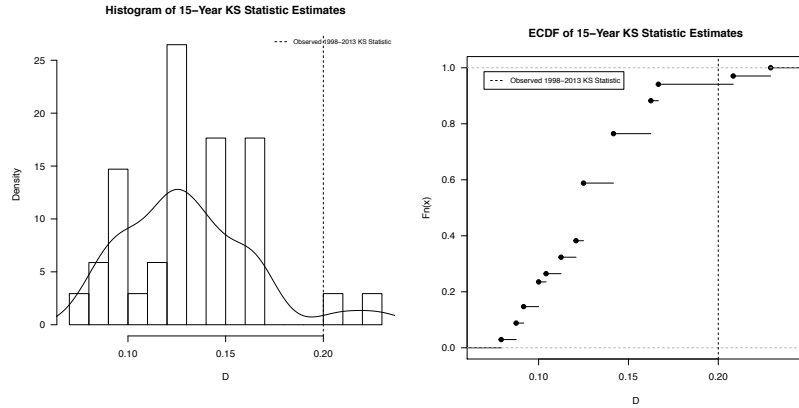 Histogram of 15−Year KS Statistic Estimates
Observed 1998−2013 KS Statistic
Density
25
20
15
10
5
0
0.10 0.15 0.20
D
ECDF of 15−Year KS Statistic Estimates
Observed 1998−2013 KS Statistic
Fn(x)
1.0
0.8
0.6
0.4
0.2
0.0
0.10 0.15 0.20
D